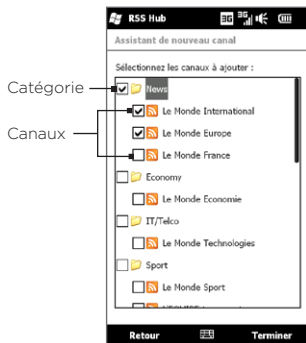 RSS Hub
Assistant de nouveau canal
Sélectionnez les canaux à ajouter :
Catégorie
News
Le Monde International
Canaux
Le Monde Europe
Le Monde France
Economy
Le Monde Economie
IT/Telco
Le Monde Technologies
Sport
Le Monde Sport
Retour
Terminer